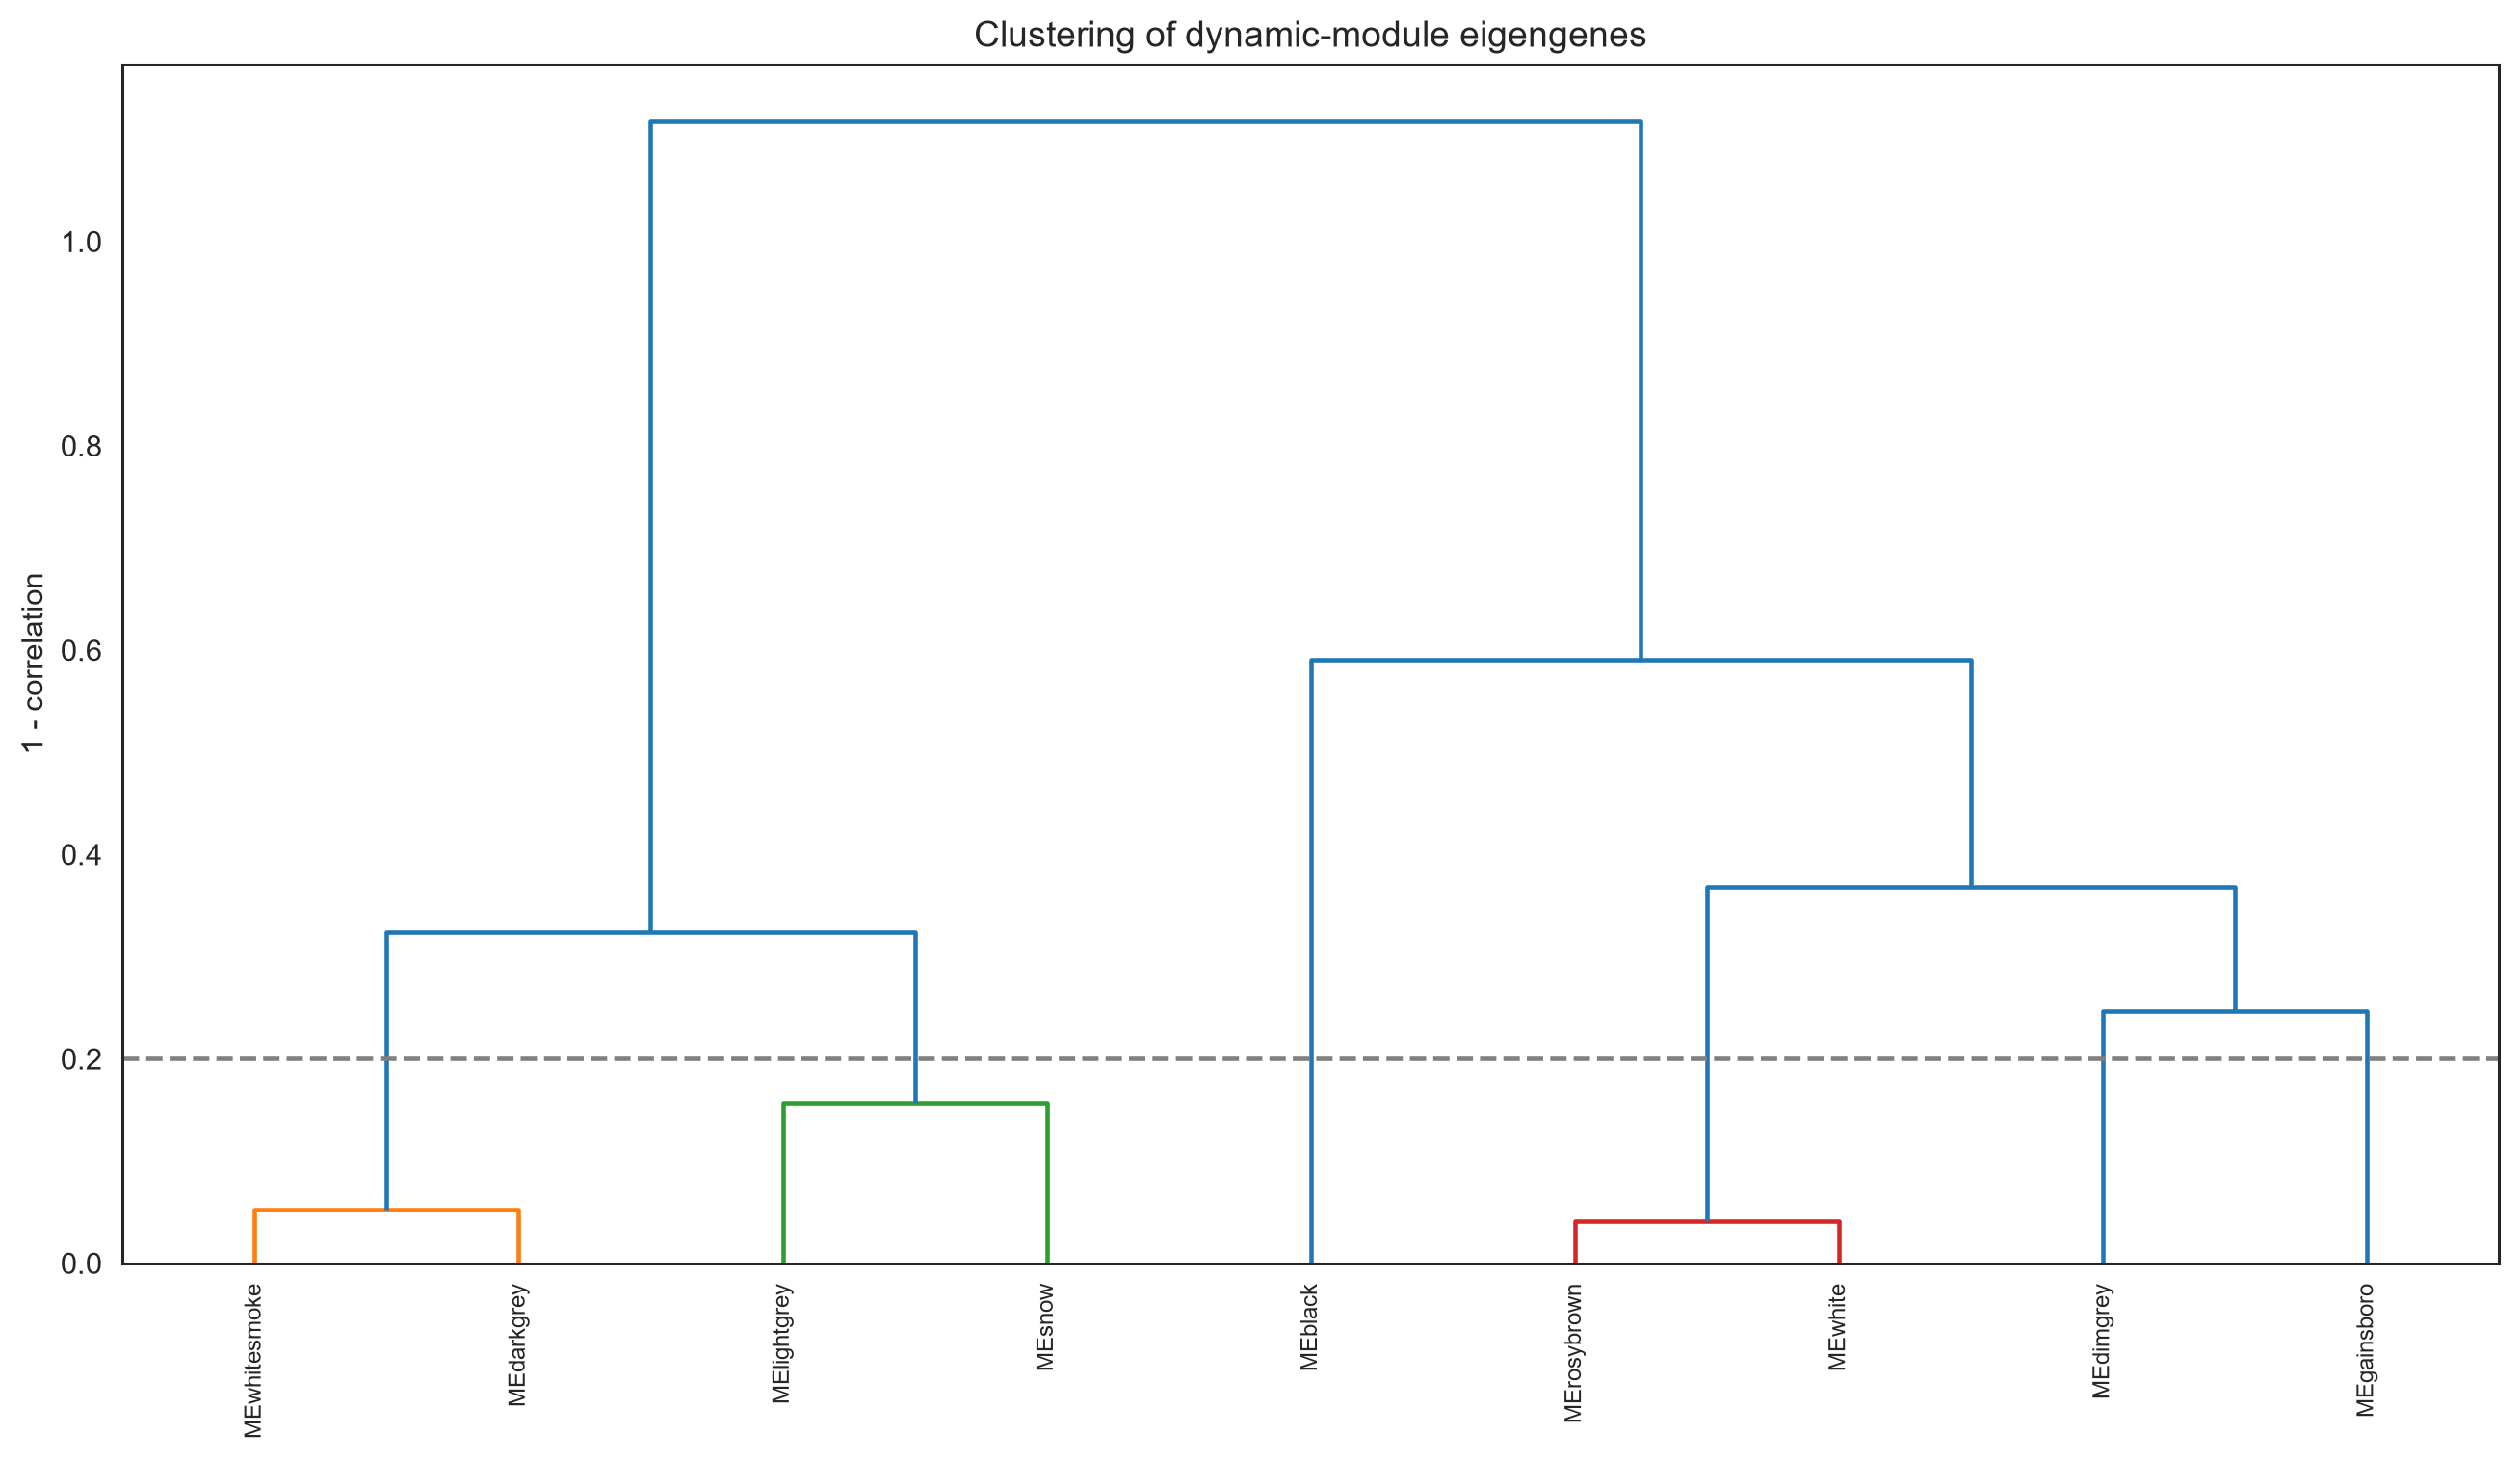 Clustering of dynamic-module eigengenes
1 - correlation
1.0
0.8
0.6
0.4
0.2
0.0
MEwhitesmoke
MEdarkgrey
MElightgrey
MEsnow
MEblack
MErosybrown
MEwhite
MEdimgrey
MEgainsboro